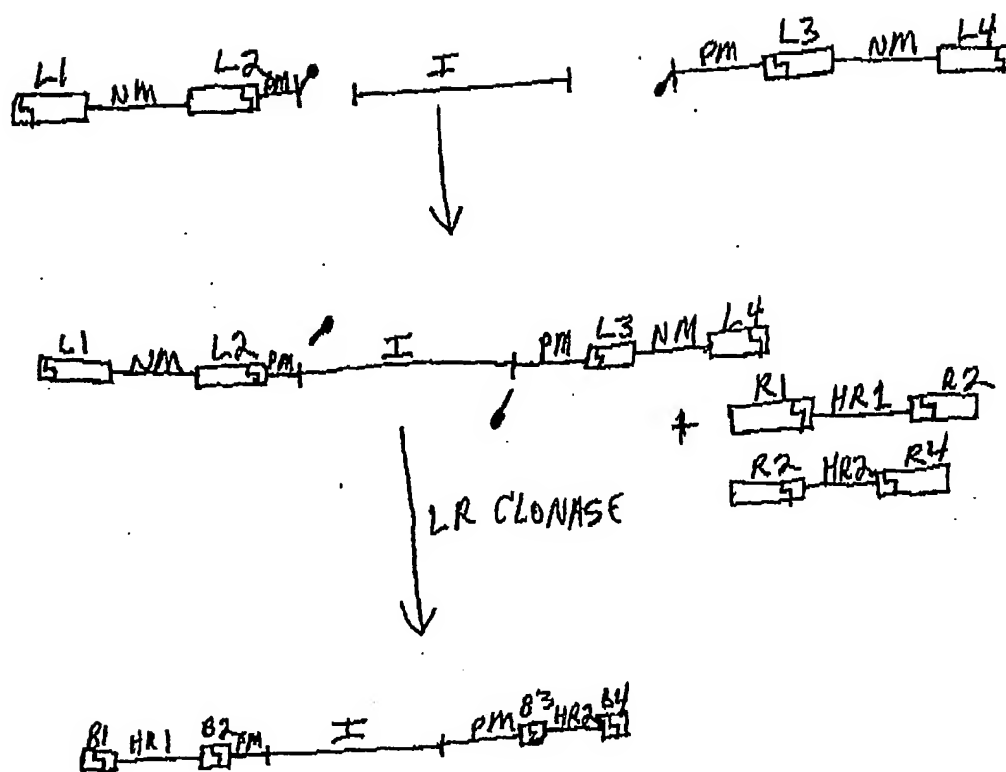 L1 NM L2 PM I PM L3 NM L4
L1 NM L2 PM I PM L3 NM L4
+ R1 HR1 R2
R2 HR2 R4
LR CLONASE
B1 HR1 B2 PM I PM B3 HR2 B4